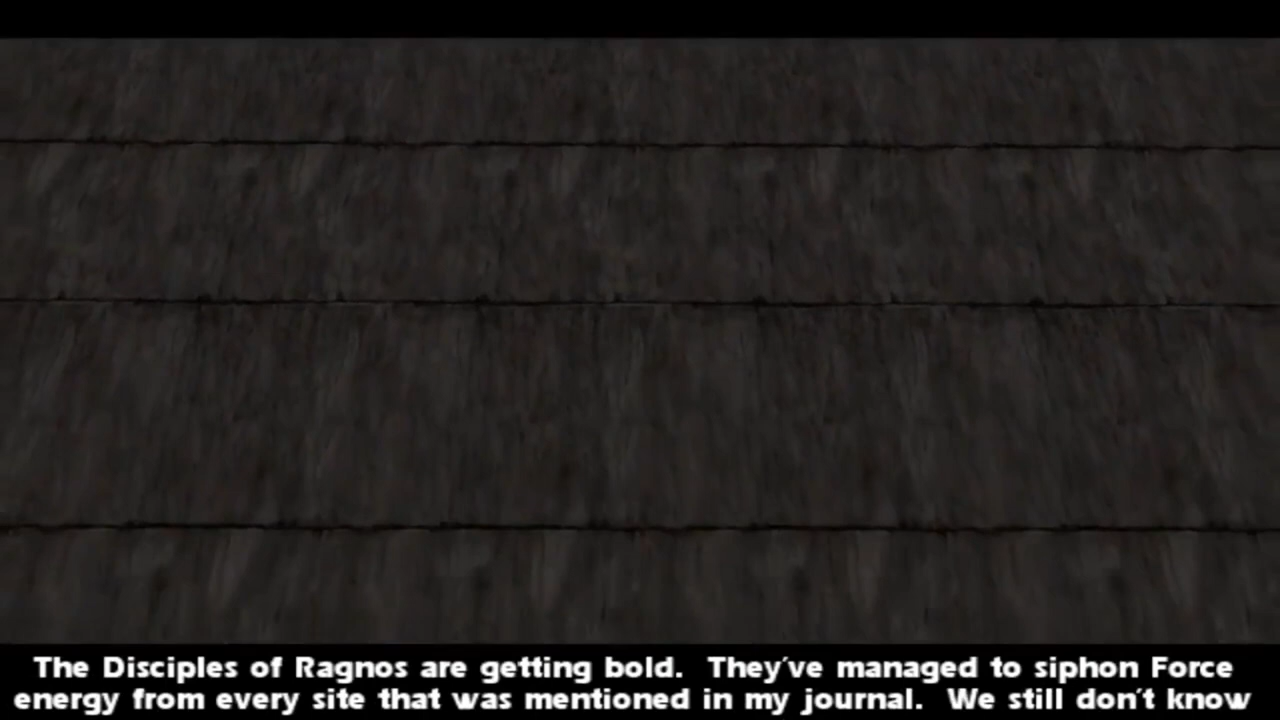 The Disciples of Ragnos are getting bold.  They've managed to siphon Force
energy from every site that was mentioned in my journal.  We still don't know